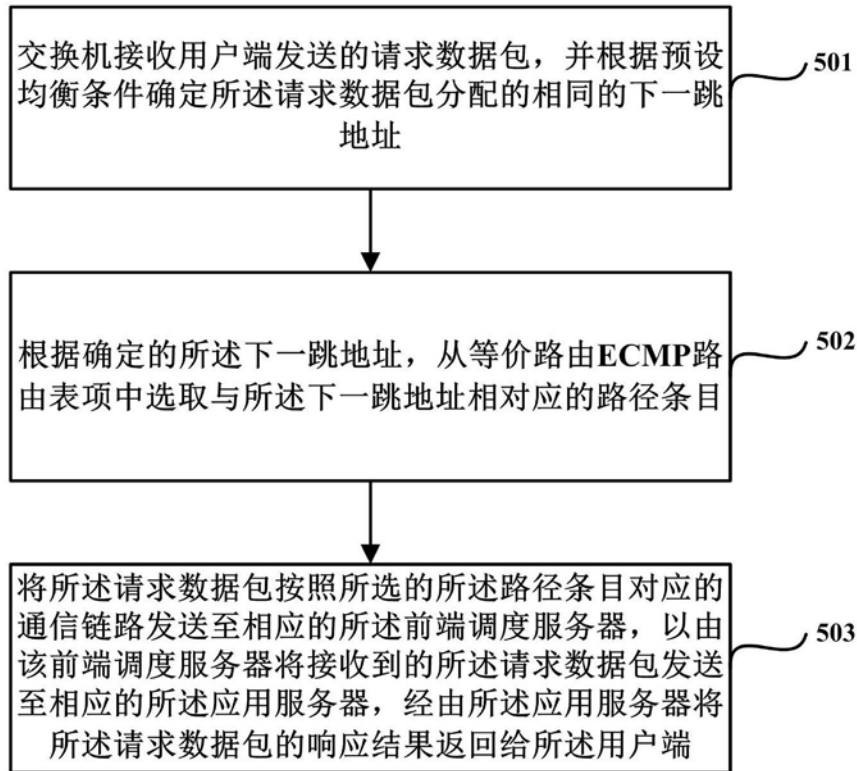 交换机接收用户端发送的请求数据包，并根据预设
均衡条件确定所述请求数据包分配的相同的下一跳
地址
501
根据确定的所述下一跳地址，从等价路由ECMP路
由表项中选取与所述下一跳地址相对应的路径条目
502
将所述请求数据包按照所选的所述路径条目对应的
通信链路发送至相应的所述前端调度服务器，以由
该前端调度服务器将接收到的所述请求数据包发送
至相应的所述应用服务器，经由所述应用服务器将
所述请求数据包的响应结果返回给所述用户端
503